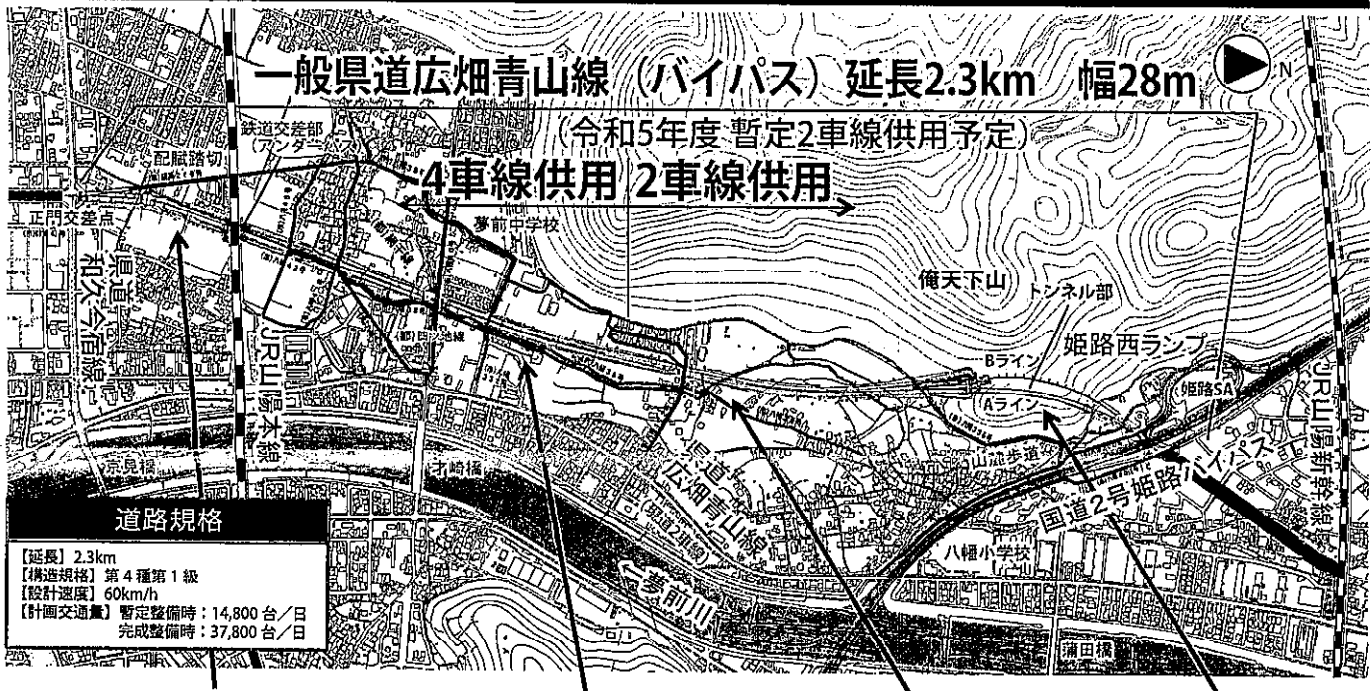 一般県道広畑青山線（バイパス）延長2.3km 幅28m
N
（令和5年度 暫定2車線供用予定）
4車線供用 2車線供用
鉄道交差部
配賦踏切
正門交差点
夢前中学校
俺天下山
トンネル部
姫路西ランプ
Bライン
Aライン
姫路SA
県道和久今宿線
JR山陽本線
JR山陽新幹線
山崎歩道
国道2号姫路バイパス
県道広畑青山線
（現道2車線）
八幡小学校
京見橋
才崎橋
夢前川
蒲田橋
道路規格
【延長】2.3km
【構造規格】第4種第1級
【設計速度】60km/h
【計画交通量】暫定整備時：14,800台／日
完成整備時：37,800台／日